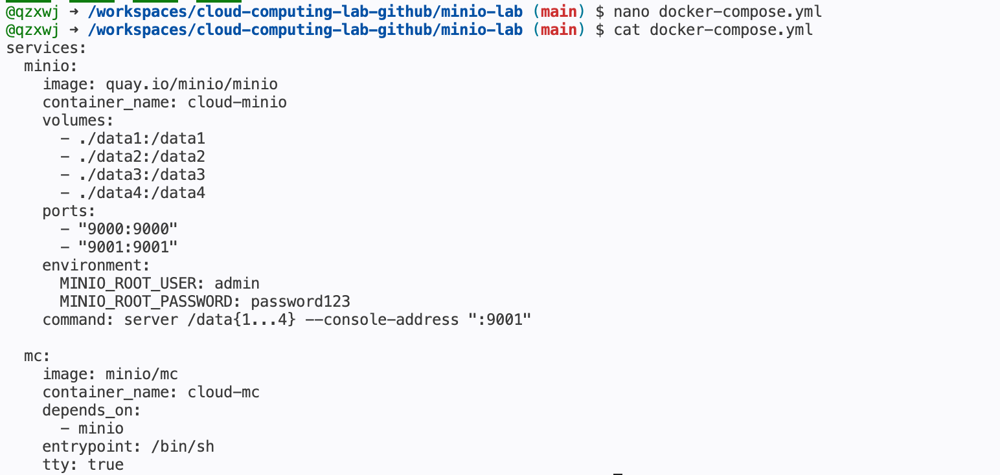 @qzxwj ➜ /workspaces/cloud-computing-lab-github/minio-lab (main) $ nano docker-compose.yml
@qzxwj ➜ /workspaces/cloud-computing-lab-github/minio-lab (main) $ cat docker-compose.yml
services:
  minio:
    image: quay.io/minio/minio
    container_name: cloud-minio
    volumes:
      - ./data1:/data1
      - ./data2:/data2
      - ./data3:/data3
      - ./data4:/data4
    ports:
      - "9000:9000"
      - "9001:9001"
    environment:
      MINIO_ROOT_USER: admin
      MINIO_ROOT_PASSWORD: password123
    command: server /data{1...4} --console-address ":9001"

  mc:
    image: minio/mc
    container_name: cloud-mc
    depends_on:
      - minio
    entrypoint: /bin/sh
    tty: true